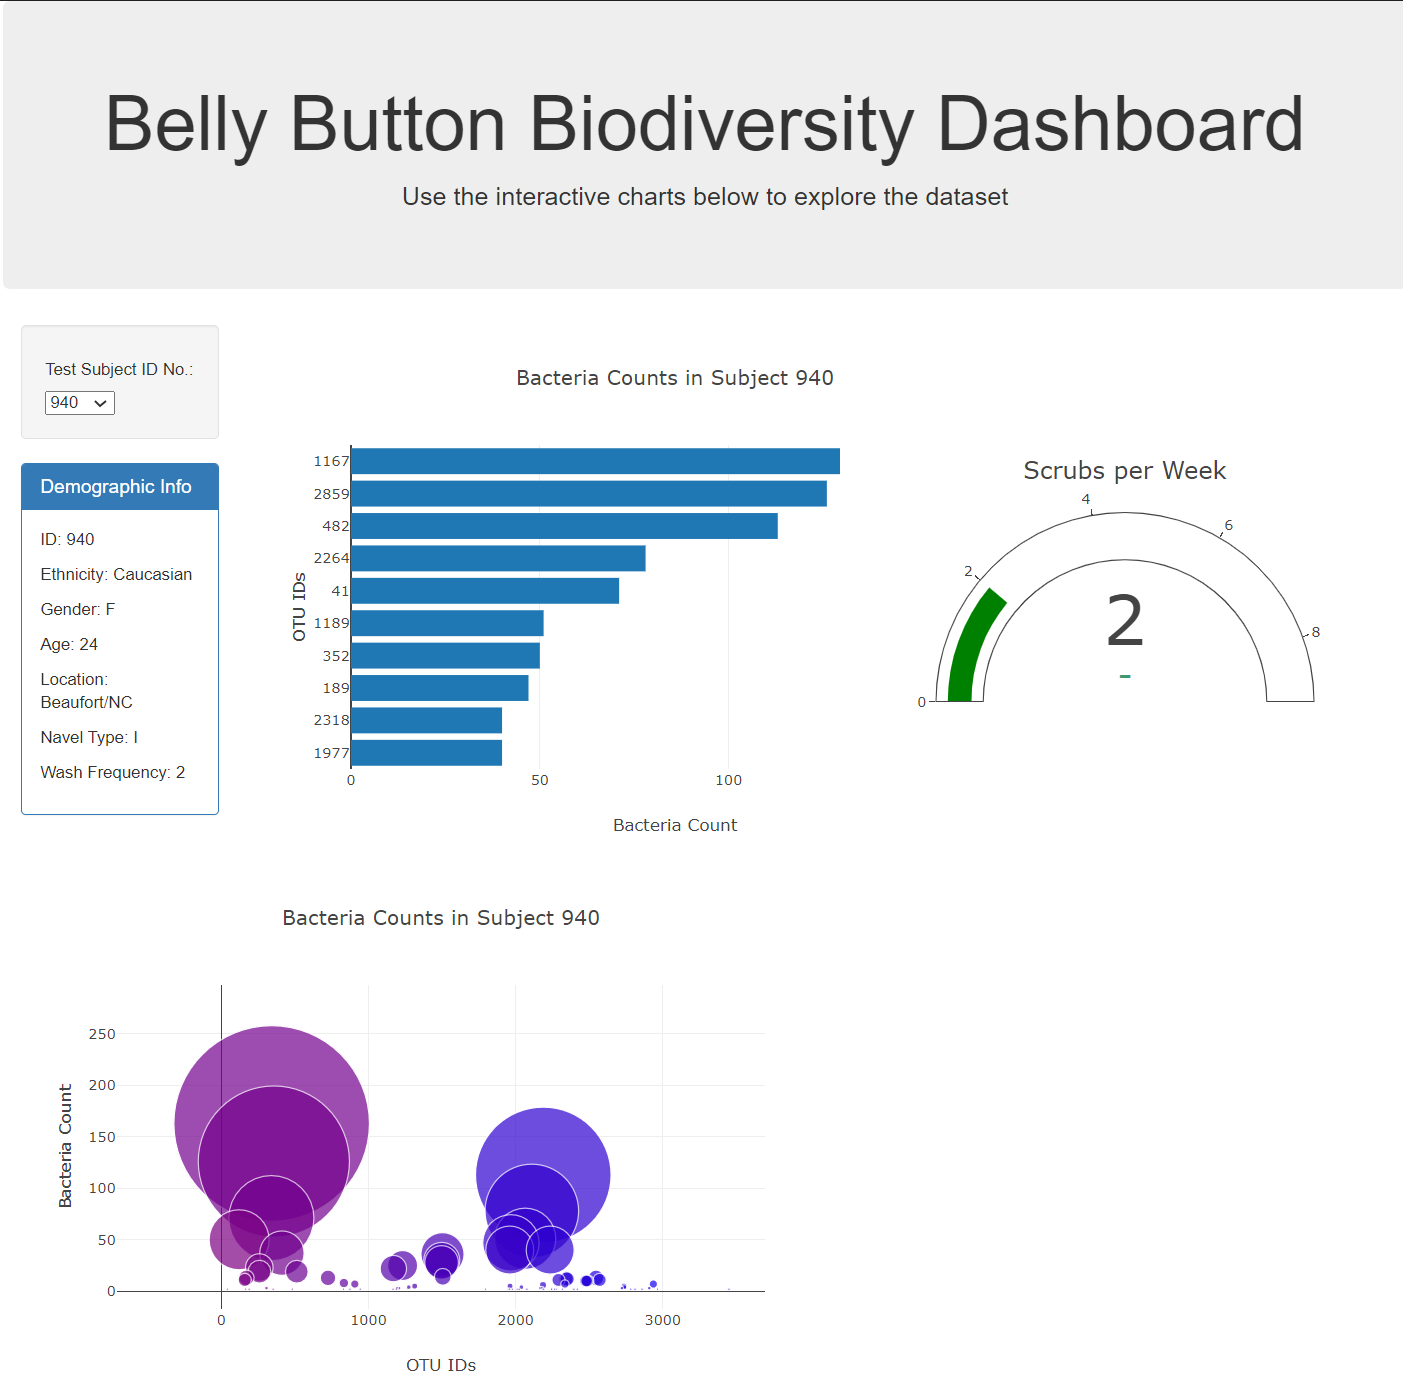 Belly Button Biodiversity Dashboard
Use the interactive charts below to explore the dataset
Test Subject ID No.:
940
Demographic Info
ID: 940
Ethnicity: Caucasian
Gender: F
Age: 24
Location:
Beaufort/NC
Navel Type: I
Wash Frequency: 2
Bacteria Counts in Subject 940
OTU IDs
1167
2859
482
2264
41
1189
352
189
2318
1977
0
50
100
Bacteria Count
Scrubs per Week
0
2
4
6
8
2
-
Bacteria Counts in Subject 940
Bacteria Count
250
200
150
100
50
0
0
1000
2000
3000
OTU IDs